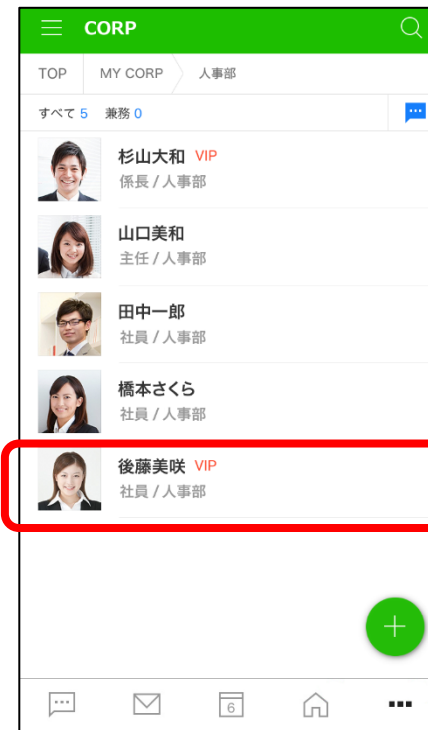 CORP
TOP MY CORP 人事部
すべて 5 兼務 0
杉山大和 VIP
係長 / 人事部
山口美和
主任 / 人事部
田中一郎
社員 / 人事部
橋本さくら
社員 / 人事部
後藤美咲 VIP
社員 / 人事部
6